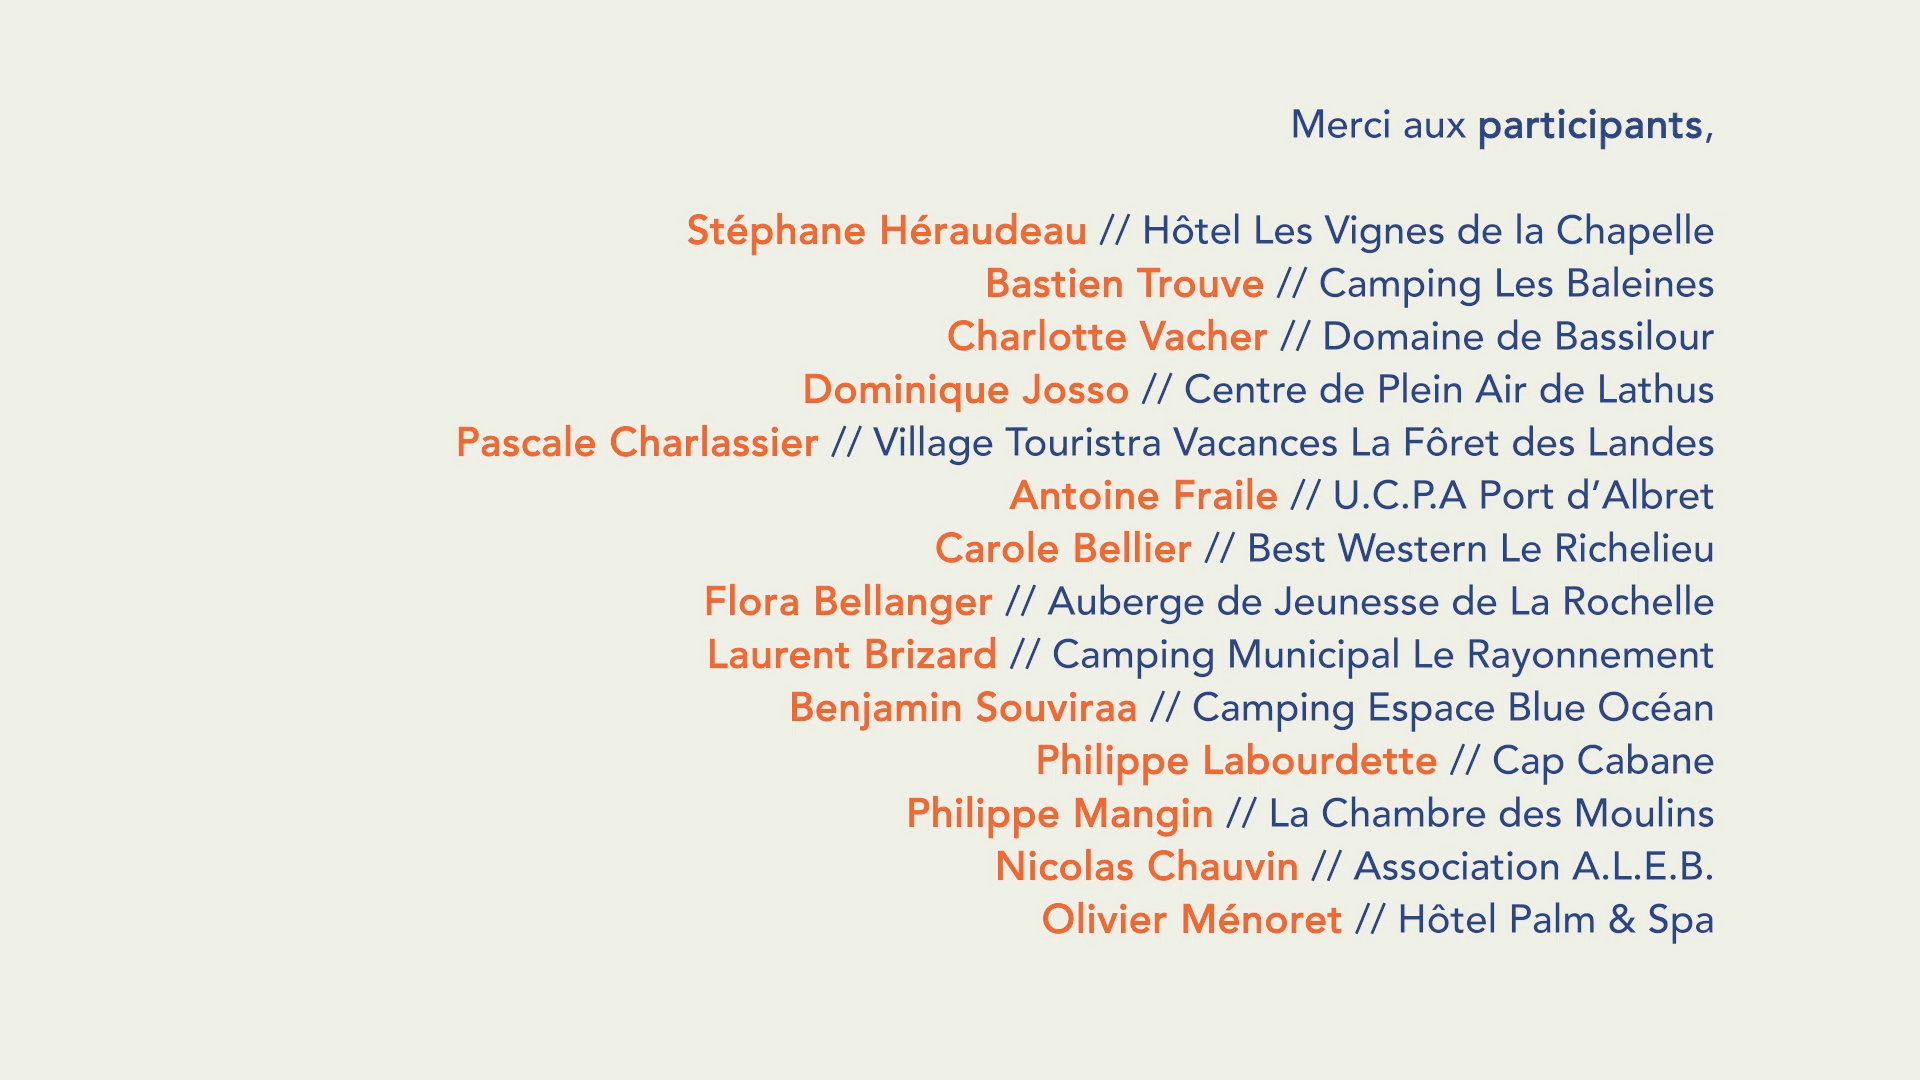 Merci aux participants,
Stéphane Héraudeau // Hôtel Les Vignes de la Chapelle
Bastien Trouve // Camping Les Baleines
Charlotte Vacher // Domaine de Bassilour
Dominique Josso // Centre de Plein Air de Lathus
Pascale Charlassier // Village Touristra Vacances La Fôret des Landes
Antoine Fraile // U.C.P.A Port d’Albret
Carole Bellier // Best Western Le Richelieu
Flora Bellanger // Auberge de Jeunesse de La Rochelle
Laurent Brizard // Camping Municipal Le Rayonnement
Benjamin Souviraa // Camping Espace Blue Océan
Philippe Labourdette // Cap Cabane
Philippe Mangin // La Chambre des Moulins
Nicolas Chauvin // Association A.L.E.B.
Olivier Ménoret // Hôtel Palm & Spa